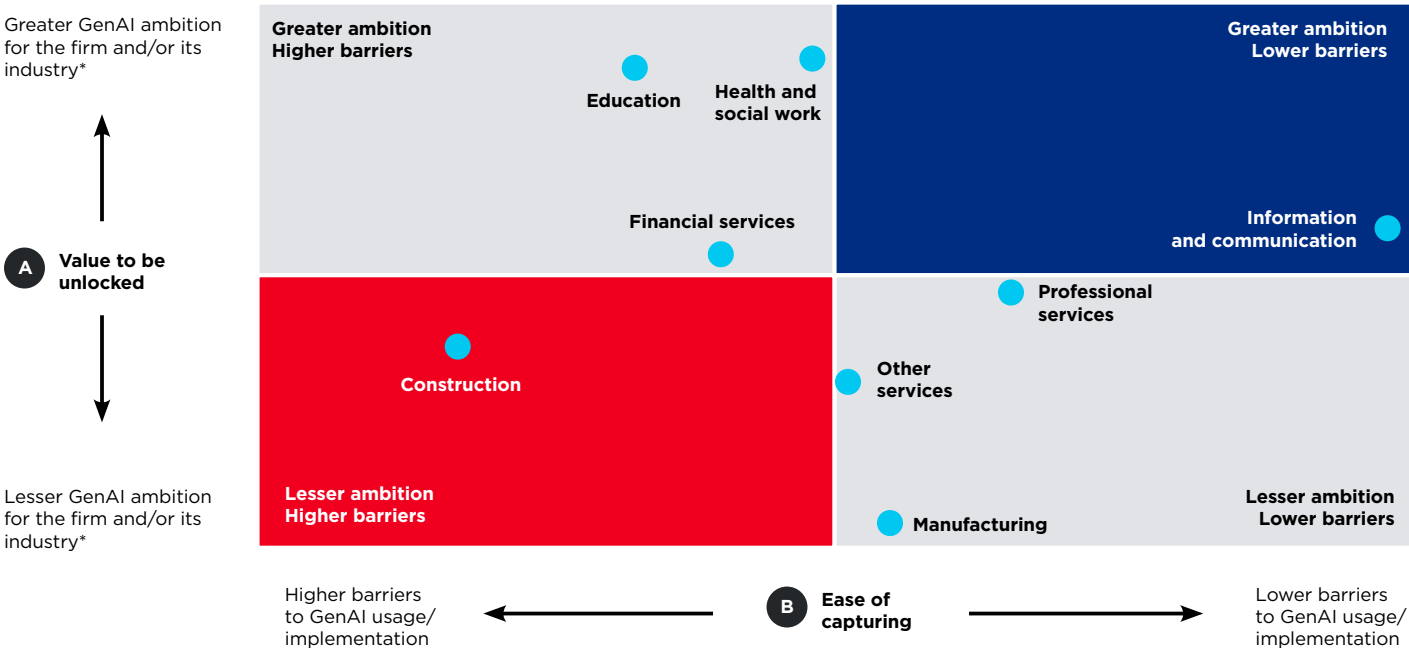 Greater GenAI ambition
for the firm and/or its
industry*
Greater ambition
Higher barriers
Greater ambition
Lower barriers
Education
Health and
social work
Financial services
Information
and communication
A
Value to be
unlocked
Professional
services
Construction
Other
services
Lesser GenAI ambition
for the firm and/or its
industry*
Lesser ambition
Higher barriers
Manufacturing
Lesser ambition
Lower barriers
Higher barriers
to GenAI usage/
implementation
B
Ease of
capturing
Lower barriers
to GenAI usage/
implementation